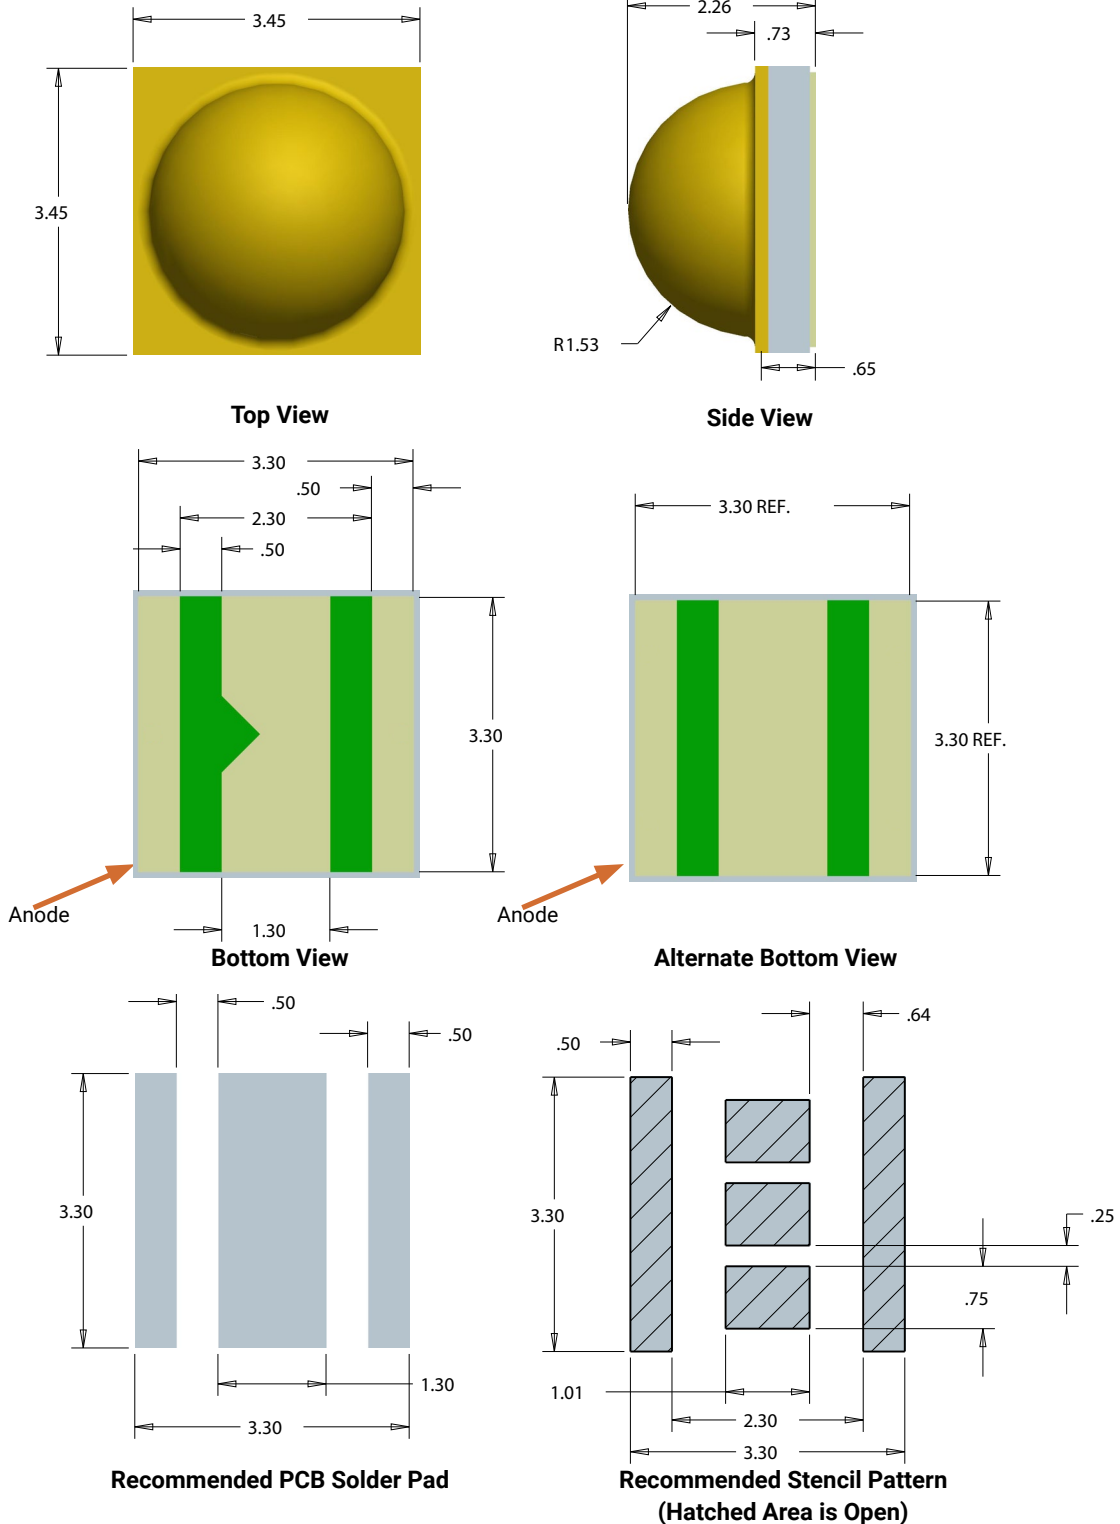 3.45
3.45
Top View
2.26
.73
R1.53
.65
Side View
3.30
.50
2.30
.50
3.30
Anode
1.30
Bottom View
3.30 REF.
3.30 REF.
Anode
Alternate Bottom View
.50
.50
3.30
1.30
3.30
Recommended PCB Solder Pad
.64
.50
3.30
.25
.75
1.01
2.30
3.30
Recommended Stencil Pattern
(Hatched Area is Open)